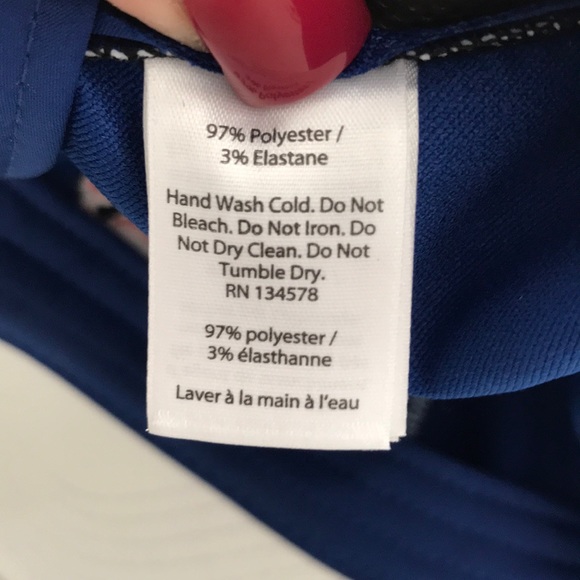 97% Polyester /
3% Elastane
Hand Wash Cold. Do Not
Bleach. Do Not Iron. Do
Not Dry Clean. Do Not
Tumble Dry.
RN 134578
97% polyester /
3% élasthanne
Laver à la main à l'eau